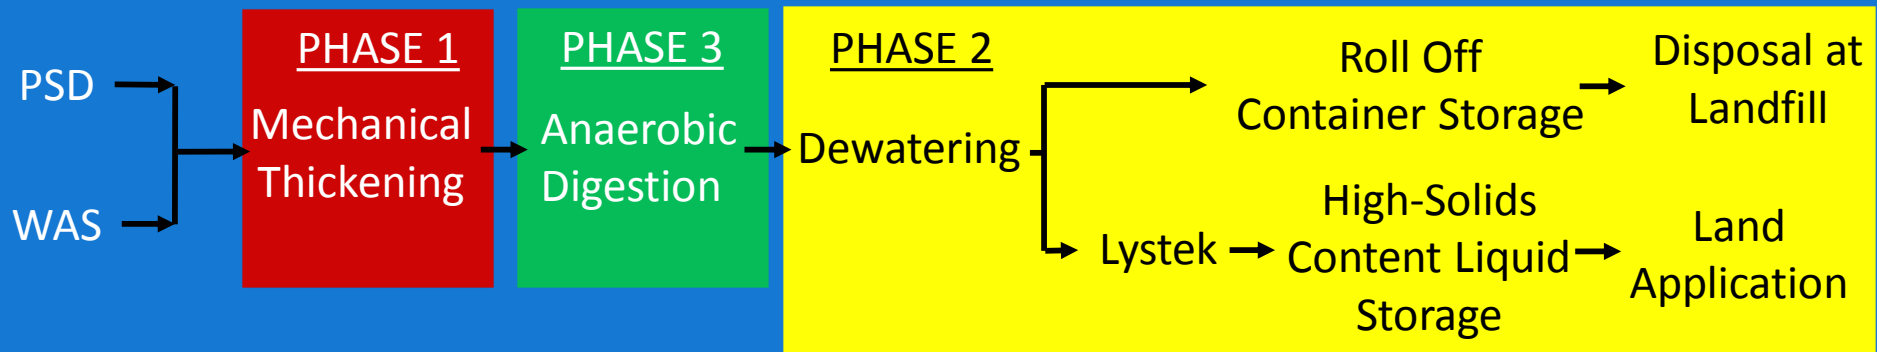 PSD
WAS
PHASE 1
Mechanical
Thickening
PHASE 3
Anaerobic
Digestion
PHASE 2
Dewatering
Roll Off
Container Storage
Disposal at
Landfill
Lystek
High-Solids
Content Liquid
Storage
Land
Application